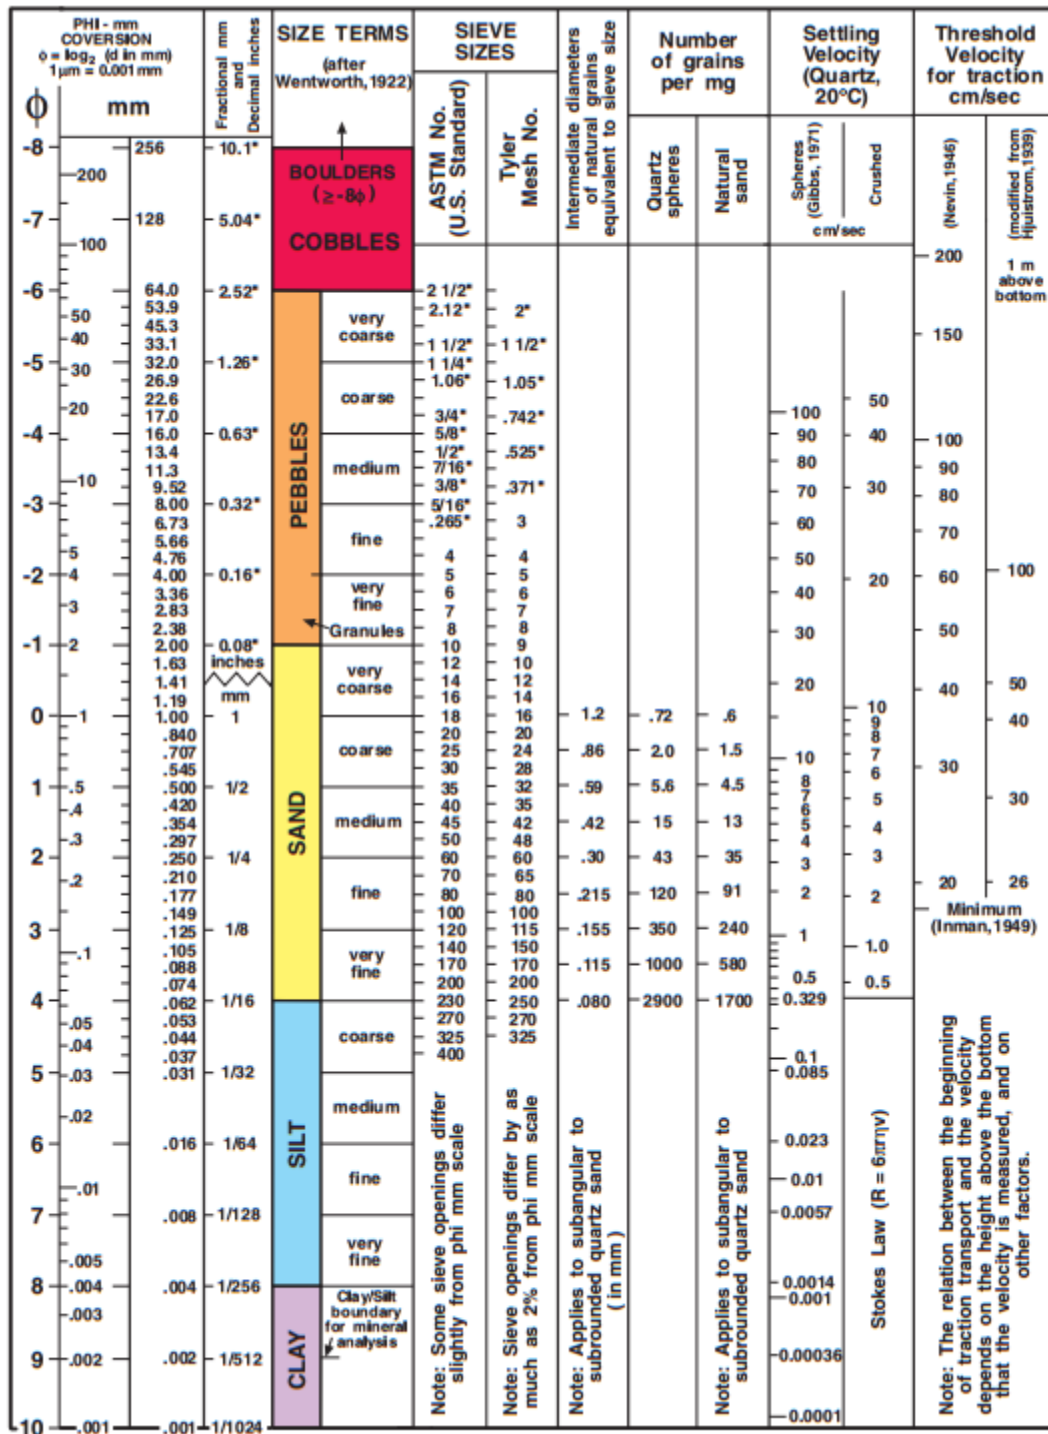 PHI - mm
COVERSION
ϕ = log₂ (d in mm)
1µm = 0.001mm
ϕ
mm
-8
-7
-6
-5
-4
-3
-2
-1
0
1
2
3
4
5
6
7
8
9
10
200
100
50
40
30
20
10
5
4
3
2
1
.5
.4
.3
.2
.1
.05
.04
.03
.02
.01
.005
.004
.003
.002
.001
256
128
64.0
53.9
45.3
33.1
32.0
26.9
22.6
17.0
16.0
13.4
11.3
9.52
8.00
6.73
5.66
4.76
4.00
3.36
2.83
2.38
2.00
1.63
1.41
1.19
1.00
.840
.707
.545
.500
.420
.354
.297
.250
.210
.177
.149
.125
.105
.088
.074
.062
.053
.044
.037
.031
.016
.008
.004
.002
.001
Fractional mm
and
Decimal inches
10.1"
5.04"
2.52"
1.26"
0.63"
0.32"
0.16"
0.08"
inches
mm
1
1/2
1/4
1/8
1/16
1/32
1/64
1/128
1/256
1/512
1/1024
SIZE TERMS
(after
Wentworth,1922)
BOULDERS
(≥-8ϕ)
COBBLES
PEBBLES
SAND
SILT
CLAY
very
coarse
coarse
medium
fine
very
fine
Granules
very
coarse
coarse
medium
fine
very
fine
coarse
medium
fine
very
fine
Clay/Silt
boundary
for mineral
analysis
SIEVE
SIZES
ASTM No.
(U.S. Standard)
2 1/2"
2.12"
1 1/2"
1 1/4"
1.06"
3/4"
5/8"
1/2"
7/16"
3/8"
5/16"
.265"
4
5
6
7
8
10
12
14
16
18
20
25
30
35
40
45
50
60
70
80
100
120
140
170
200
230
270
325
400
Note: Some sieve openings differ
slightly from phi mm scale
Tyler
Mesh No.
2"
1 1/2"
1.05"
.742"
.525"
.371"
3
4
5
6
7
8
9
10
12
14
16
20
24
28
32
35
42
48
60
65
80
100
115
150
170
200
250
270
325
Note: Sieve openings differ by as
much as 2% from phi mm scale
Intermediate diameters
of natural grains
equivalent to sieve size
1.2
.86
.59
.42
.30
.215
.155
.115
.080
Note: Applies to subangular to
subrounded quartz sand
( in mm )
Number
of grains
per mg
Quartz
spheres
.72
2.0
5.6
15
43
120
350
1000
2900
Natural
sand
.6
1.5
4.5
13
35
91
240
580
1700
Note: Applies to subangular to
subrounded quartz sand
Settling
Velocity
(Quartz,
20°C)
Spheres
(Gibbs, 1971)
Crushed
cm/sec
100
90
80
70
60
50
40
30
20
10
8
7
6
5
4
3
2
1
0.5
0.329
0.1
0.085
0.023
0.01
0.0057
0.0014
0.001
0.00036
0.0001
50
40
30
20
10
9
8
7
6
5
4
3
2
1.0
0.5
Stokes Law (R = 6πrηv)
Threshold
Velocity
for traction
cm/sec
(Nevin,1946)
200
150
100
90
80
70
60
50
40
30
20
(modified from
Hjuistrom,1939)
1 m
above
bottom
100
50
40
30
26
Minimum
(Inman,1949)
Note: The relation between the beginning
of traction transport and the velocity
depends on the height above the bottom
that the velocity is measured, and on
other factors.